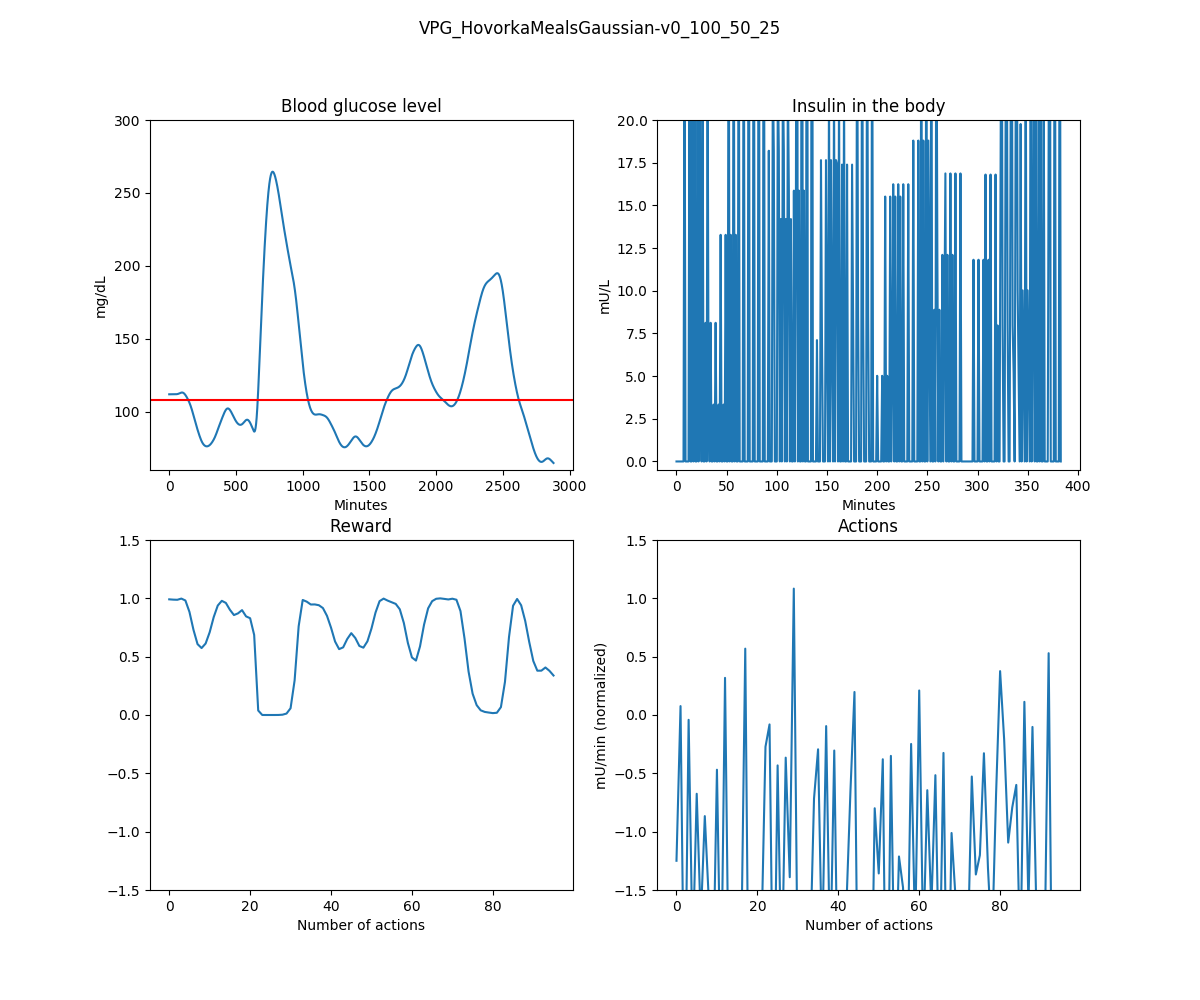 VPG_HovorkaMealsGaussian-v0_100_50_25
Blood glucose level
300
250
200
150
100
mg/dL
0 500 1000 1500 2000 2500 3000
Minutes
Insulin in the body
20.0
17.5
15.0
12.5
10.0
7.5
5.0
2.5
0.0
mU/L
0 50 100 150 200 250 300 350 400
Minutes
Reward
1.5
1.0
0.5
0.0
−0.5
−1.0
−1.5
0 20 40 60 80
Number of actions
Actions
1.5
1.0
0.5
0.0
−0.5
−1.0
−1.5
mU/min (normalized)
0 20 40 60 80
Number of actions